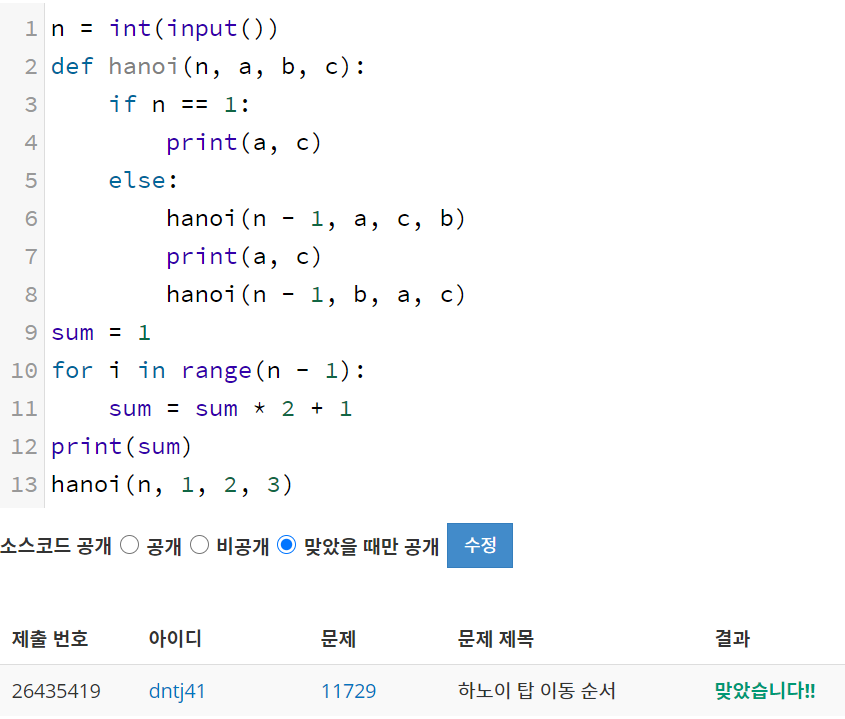 1 n = int(input())
2 def hanoi(n, a, b, c):
3     if n == 1:
4         print(a, c)
5     else:
6         hanoi(n - 1, a, c, b)
7         print(a, c)
8         hanoi(n - 1, b, a, c)
9 sum = 1
10 for i in range(n - 1):
11     sum = sum * 2 + 1
12 print(sum)
13 hanoi(n, 1, 2, 3)
소스코드 공개 공개 비공개 맞았을 때만 공개 수정
제출 번호 아이디 문제 문제 제목 결과
26435419 dntj41 11729 하노이 탑 이동 순서 맞았습니다!!